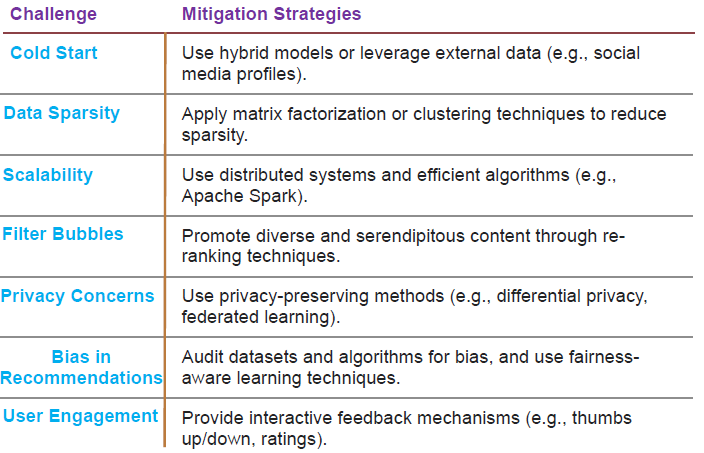 Challenge Mitigation Strategies
Cold Start Use hybrid models or leverage external data (e.g., social
media profiles).
Data Sparsity Apply matrix factorization or clustering techniques to reduce
sparsity.
Scalability Use distributed systems and efficient algorithms (e.g.,
Apache Spark).
Filter Bubbles Promote diverse and serendipitous content through re-
ranking techniques.
Privacy Concerns Use privacy-preserving methods (e.g., differential privacy,
federated learning).
Bias in Audit datasets and algorithms for bias, and use fairness-
Recommendations aware learning techniques.
User Engagement Provide interactive feedback mechanisms (e.g., thumbs
up/down, ratings).